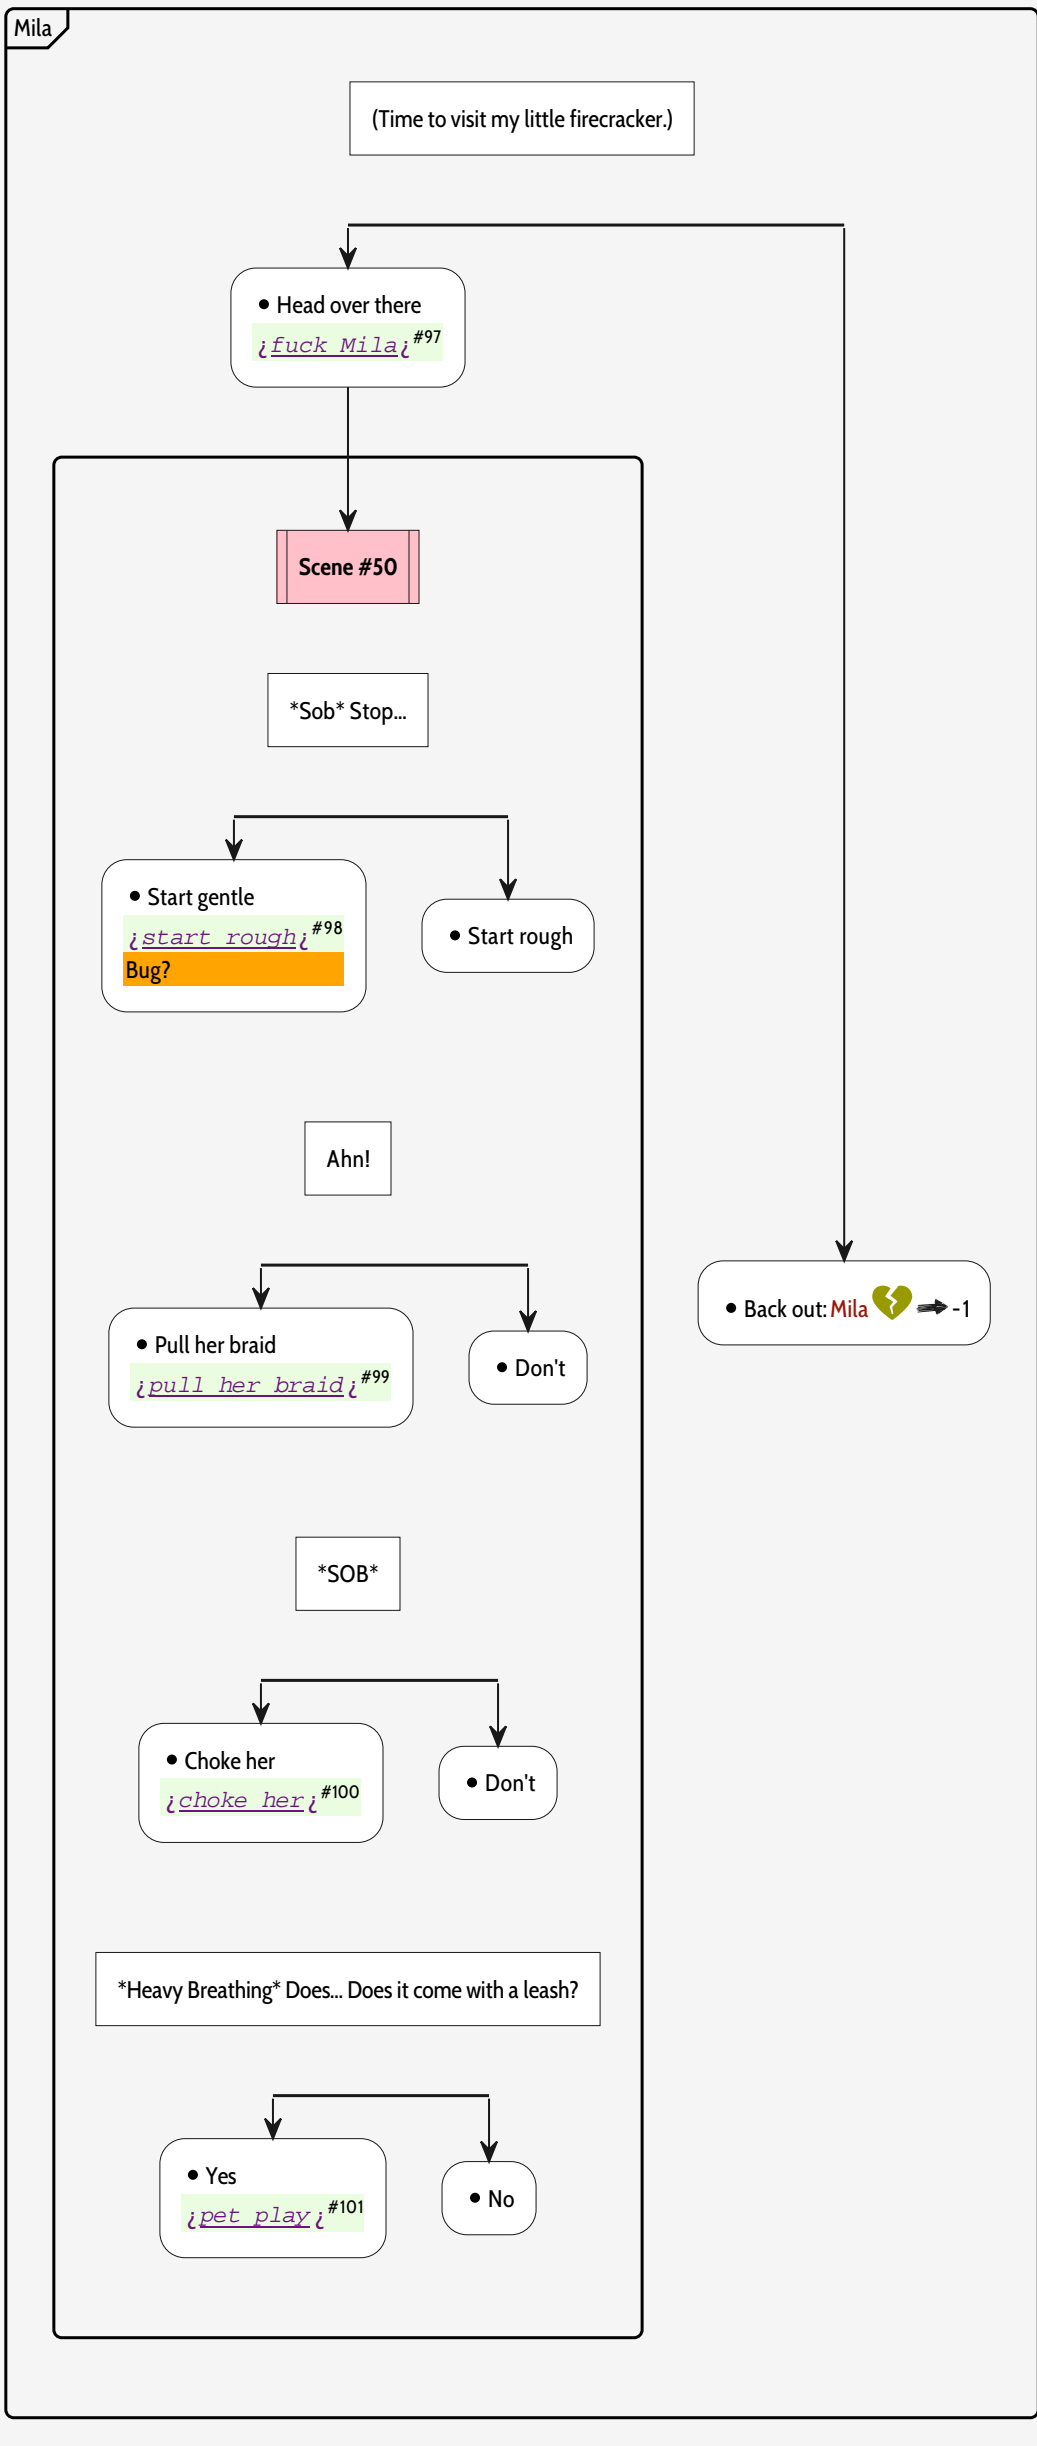 Mila
(Time to visit my little firecracker.)
• Head over there
¿fuck Mila¿#97
Scene #50
*Sob* Stop...
• Start gentle
¿start rough¿#98
Bug?
• Start rough
Ahn!
• Back out: Mila -1
• Pull her braid
¿pull her braid¿#99
• Don't
*SOB*
• Choke her
¿choke her¿#100
• Don't
*Heavy Breathing* Does... Does it come with a leash?
• Yes
¿pet play¿#101
• No